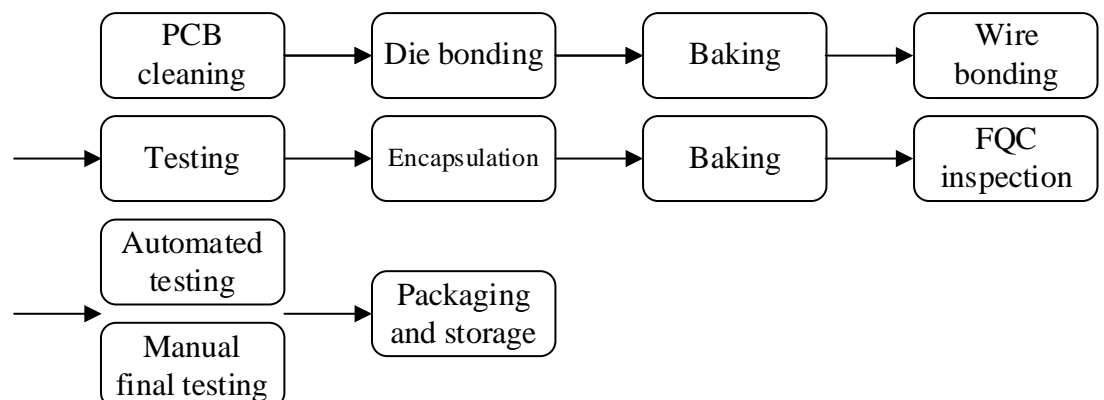 PCB
cleaning
Die bonding
Baking
Wire
bonding
Testing
Encapsulation
Baking
FQC
inspection
Automated
testing
Manual
final testing
Packaging
and storage